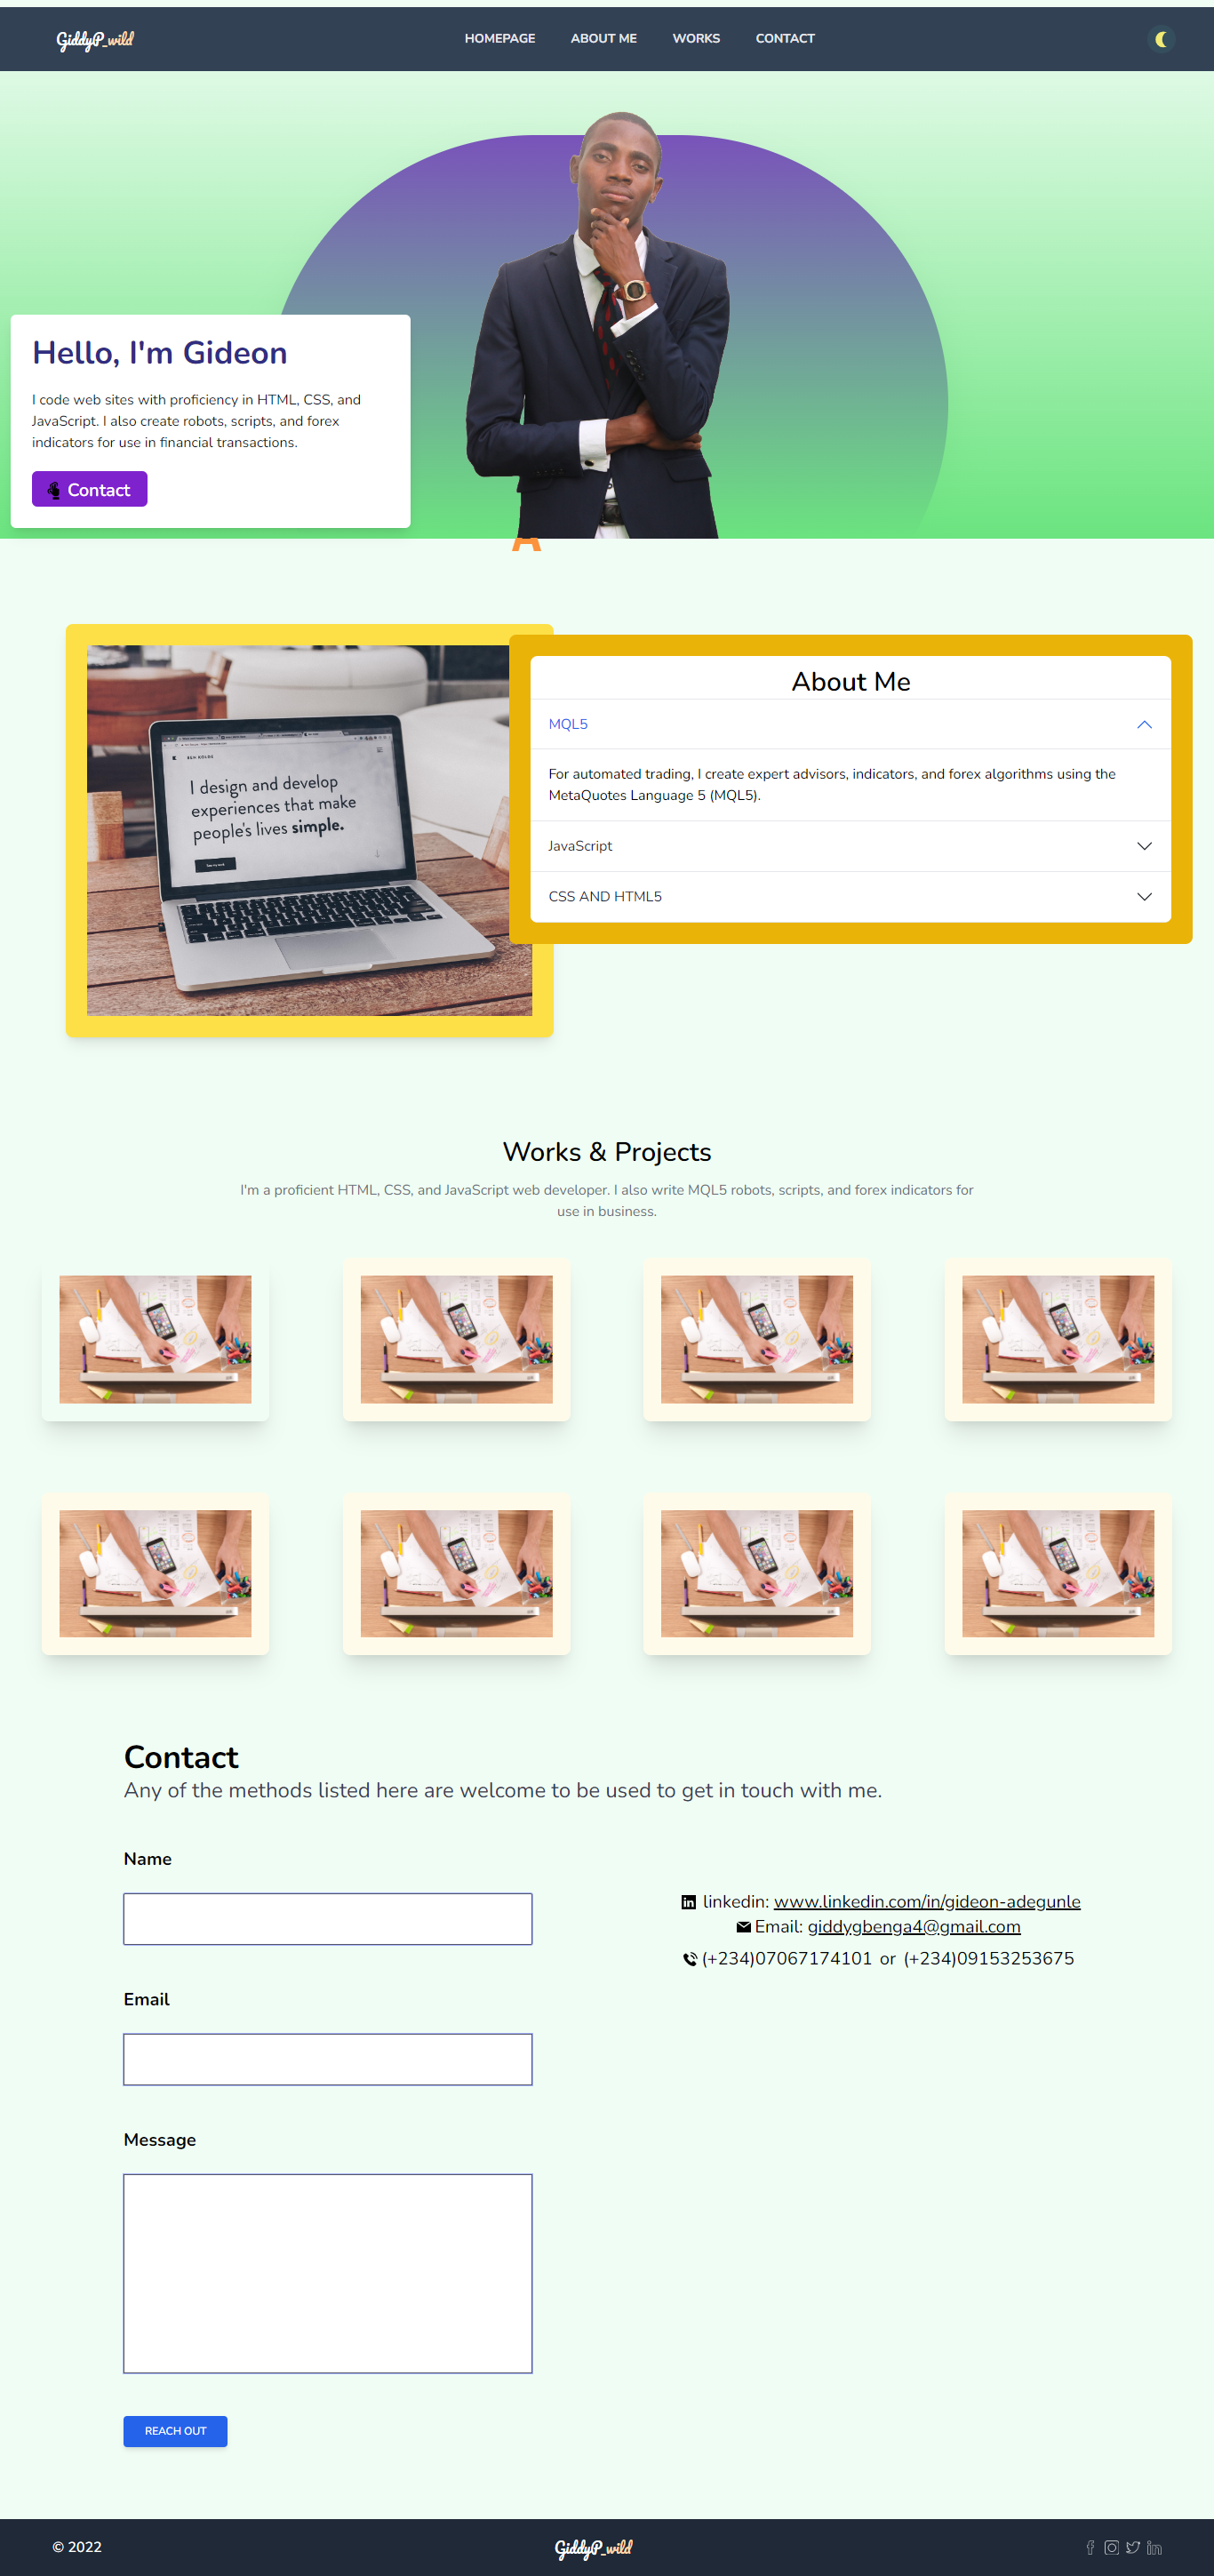 GiddyP_wild
HOMEPAGE ABOUT ME WORKS CONTACT
Hello, I'm Gideon
I code web sites with proficiency in HTML, CSS, and
JavaScript. I also create robots, scripts, and forex
indicators for use in financial transactions.
Contact
I design and develop
experiences that make
people's lives simple.
About Me
MQL5
For automated trading, I create expert advisors, indicators, and forex algorithms using the
MetaQuotes Language 5 (MQL5).
JavaScript
CSS AND HTML5
Works & Projects
I'm a proficient HTML, CSS, and JavaScript web developer. I also write MQL5 robots, scripts, and forex indicators for
use in business.
Contact
Any of the methods listed here are welcome to be used to get in touch with me.
Name
linkedin: www.linkedin.com/in/gideon-adegunle
Email: giddygbenga4@gmail.com
(+234)07067174101 or (+234)09153253675
Email
Message
REACH OUT
© 2022
GiddyP_wild